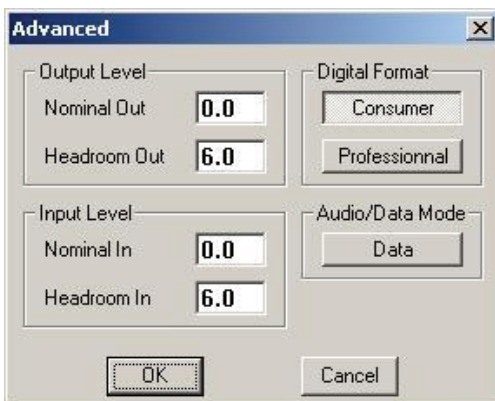 Advanced
Output Level
Nominal Out 0.0
Headroom Out 6.0
Digital Format
Consumer
Professionnal
Input Level
Nominal In 0.0
Headroom In 6.0
Audio/Data Mode
Data
OK Cancel